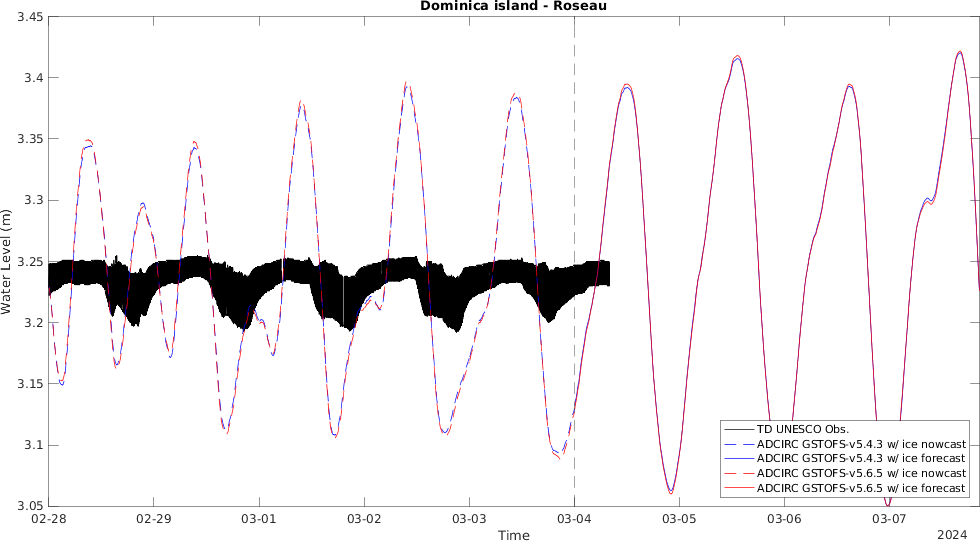 Dominica island - Roseau
3.45
3.4
3.35
3.3
3.25
3.2
3.15
3.1
3.05
Water Level (m)
TD UNESCO Obs.
ADCIRC GSTOFS-v5.4.3 w/ ice nowcast
ADCIRC GSTOFS-v5.4.3 w/ ice forecast
ADCIRC GSTOFS-v5.6.5 w/ ice nowcast
ADCIRC GSTOFS-v5.6.5 w/ ice forecast
02-28 02-29 03-01 03-02 03-03 03-04 03-05 03-06 03-07
Time
2024